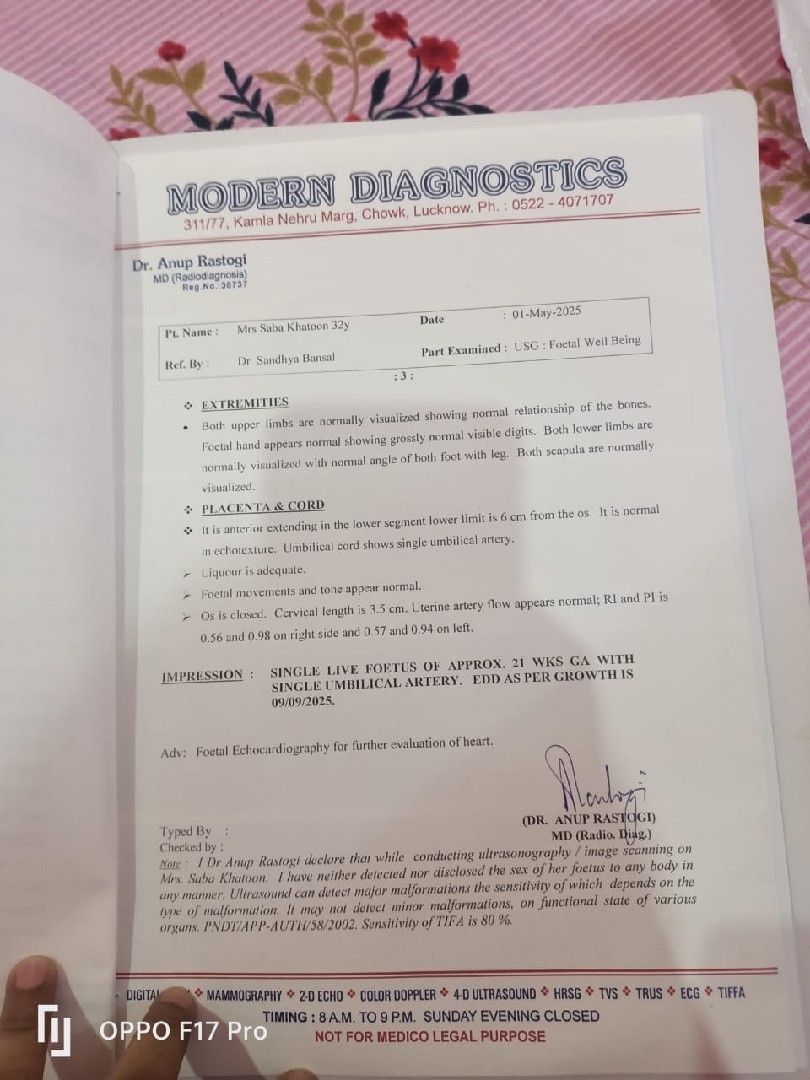 MODERN DIAGNOSTICS
311/77, Kamla Nehru Marg, Chowk, Lucknow. Ph. : 0522 - 4071707
Dr. Anup Rastogi
MD (Radiodiagnosis)
Reg.No.:38737
Pt. Name : Mrs Saba Khatoon 32y Date : 01-May-2025
Ref. By : Dr Sandhya Bansal Part Examined : USG : Foetal Well Being
:3:
❖ EXTREMITIES
• Both upper limbs are normally visualized showing normal relationship of the bones.
Foetal hand appears normal showing grossly normal visible digits. Both lower limbs are
normally visualized with normal angle of both foot with leg. Both scapula are normally
visualized.
❖ PLACENTA & CORD
❖ It is anterior extending in the lower segment lower limit is 6 cm from the os. It is normal
in echotexture. Umbilical cord shows single umbilical artery.
➢ Liquour is adequate.
➢ Foetal movements and tone appear normal.
➢ Os is closed. Cervical length is 3.5 cm. Uterine artery flow appears normal; RI and PI is
0.56 and 0.98 on right side and 0.57 and 0.94 on left.
IMPRESSION : SINGLE LIVE FOETUS OF APPROX. 21 WKS GA WITH
SINGLE UMBILICAL ARTERY. EDD AS PER GROWTH IS
09/09/2025.
Adv: Foetal Echocardiography for further evaluation of heart.
(DR. ANUP RASTOGI)
MD (Radio. Diag.)
Typed By :
Checked by :
Note : I Dr Anup Rastogi declare that while conducting ultrasonography / image scanning on
Mrs. Saba Khatoon. I have neither detected nor disclosed the sex of her foetus to any body in
any manner. Ultrasound can detect major malformations the sensitivity of which depends on the
type of malformation. It may not detect minor malformations, on functional state of various
organs. PNDT/APP-AUTH/58/2002. Sensitivity of TIFA is 80 %.
DIGITAL ❖ MAMMOGRAPHY ❖ 2-D ECHO ❖ COLOR DOPPLER ❖ 4-D ULTRASOUND ❖ HRSG ❖ TVS ❖ TRUS ❖ ECG ❖ TIFFA
TIMING : 8 A.M. TO 9 P.M. SUNDAY EVENING CLOSED
NOT FOR MEDICO LEGAL PURPOSE
OPPO F17 Pro